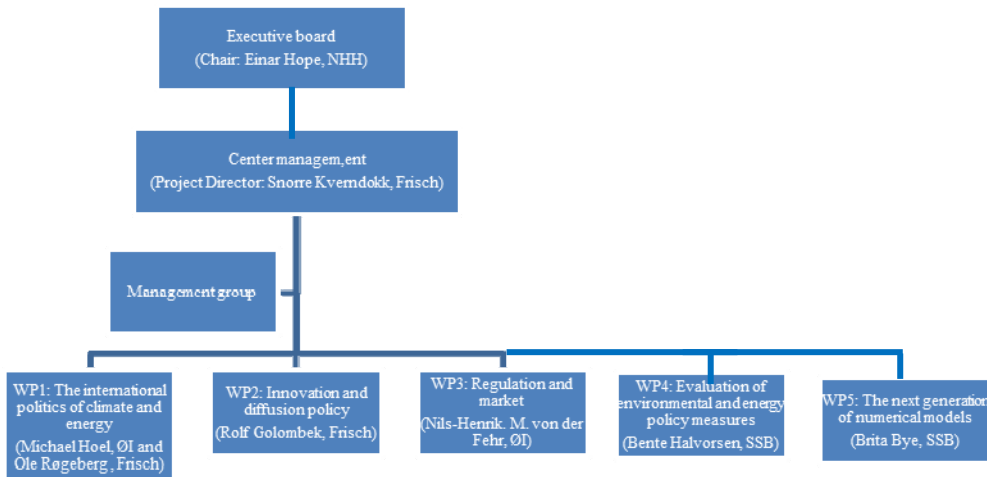 Executive board
(Chair: Einar Hope, NHH)
Center managem,ent
(Project Director: Snorre Kverndokk, Frisch)
Management group
WP1: The international
politics of climate and
energy
(Michael Hoel, ØI and
Ole Røgeberg , Frisch)
WP2: Innovation and
diffusion policy
(Rolf Golombek, Frisch)
WP3: Regulation and
market
(Nils-Henrik. M. von der
Fehr, ØI)
WP4: Evaluation of
environmental and energy
policy measures
(Bente Halvorsen, SSB)
WP5: The next generation
of numerical models
(Brita Bye, SSB)